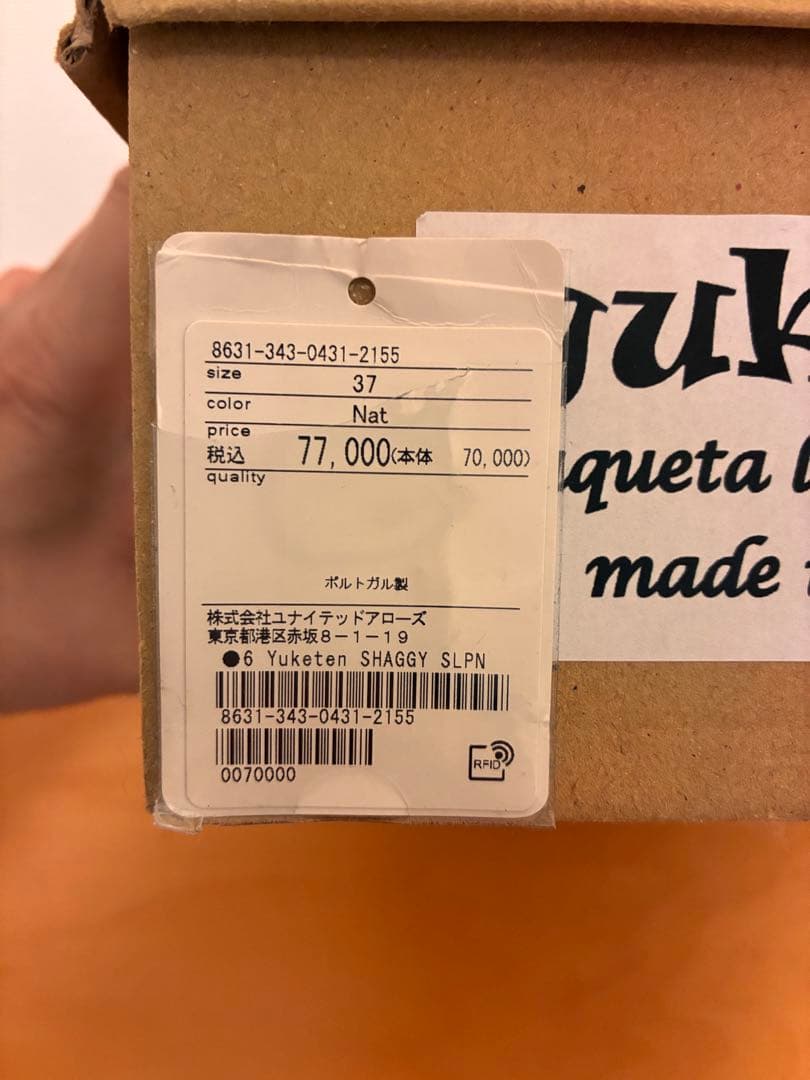 8631-343-0431-2155
size 37
color Nat
price
税込 77,000(本体 70,000)
quality
ポルトガル製
株式会社ユナイテッドアローズ
東京都港区赤坂8-1-19
●6 Yuketen SHAGGY SLPN
8631-343-0431-2155
0070000
RFID
yuk
queta l
made i